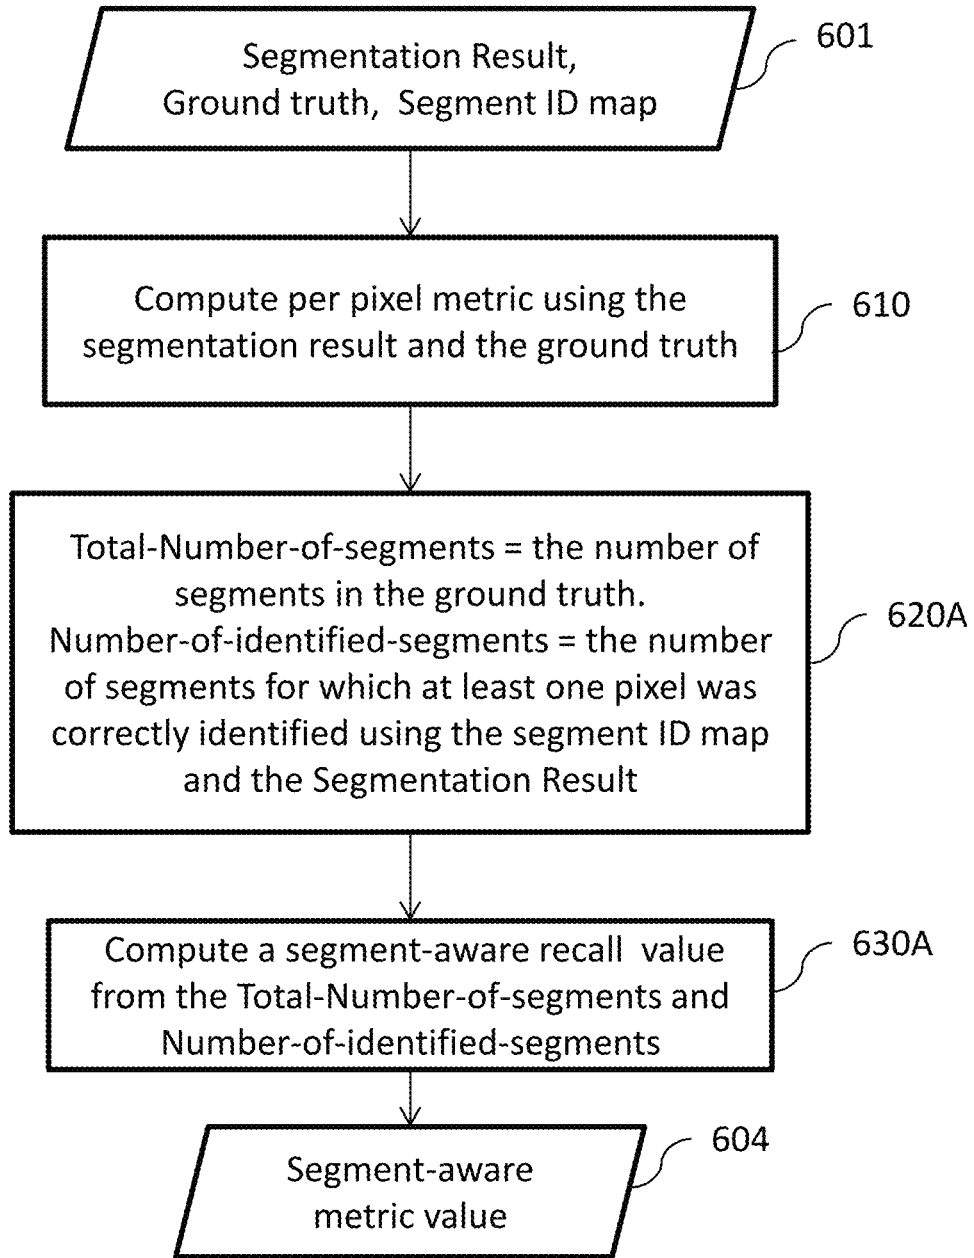 Segmentation Result,
Ground truth, Segment ID map
601
Compute per pixel metric using the
segmentation result and the ground truth
610
Total-Number-of-segments = the number of
segments in the ground truth.
Number-of-identified-segments = the number
of segments for which at least one pixel was
correctly identified using the segment ID map
and the Segmentation Result
620A
Compute a segment-aware recall value
from the Total-Number-of-segments and
Number-of-identified-segments
630A
Segment-aware
metric value
604